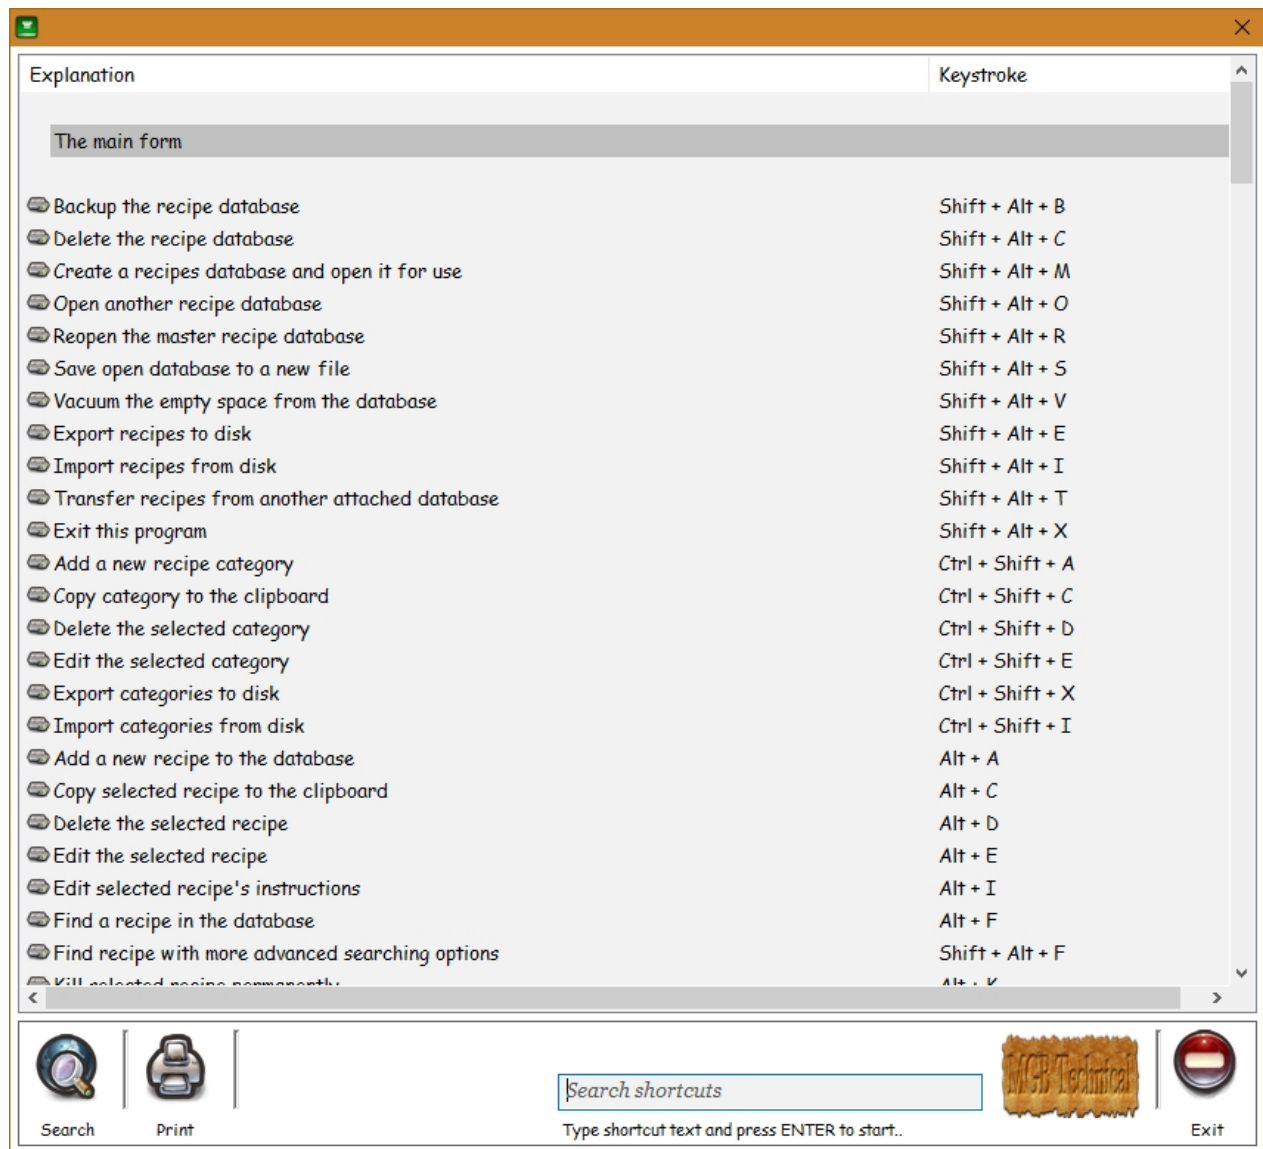 Explanation Keystroke
The main form
Backup the recipe database Shift + Alt + B
Delete the recipe database Shift + Alt + C
Create a recipes database and open it for use Shift + Alt + M
Open another recipe database Shift + Alt + O
Reopen the master recipe database Shift + Alt + R
Save open database to a new file Shift + Alt + S
Vacuum the empty space from the database Shift + Alt + V
Export recipes to disk Shift + Alt + E
Import recipes from disk Shift + Alt + I
Transfer recipes from another attached database Shift + Alt + T
Exit this program Shift + Alt + X
Add a new recipe category Ctrl + Shift + A
Copy category to the clipboard Ctrl + Shift + C
Delete the selected category Ctrl + Shift + D
Edit the selected category Ctrl + Shift + E
Export categories to disk Ctrl + Shift + X
Import categories from disk Ctrl + Shift + I
Add a new recipe to the database Alt + A
Copy selected recipe to the clipboard Alt + C
Delete the selected recipe Alt + D
Edit the selected recipe Alt + E
Edit selected recipe's instructions Alt + I
Find a recipe in the database Alt + F
Find recipe with more advanced searching options Shift + Alt + F
Kill selected recipe permanently Alt + K
MGB Technical
Search shortcuts
Search Print Type shortcut text and press ENTER to start.. Exit